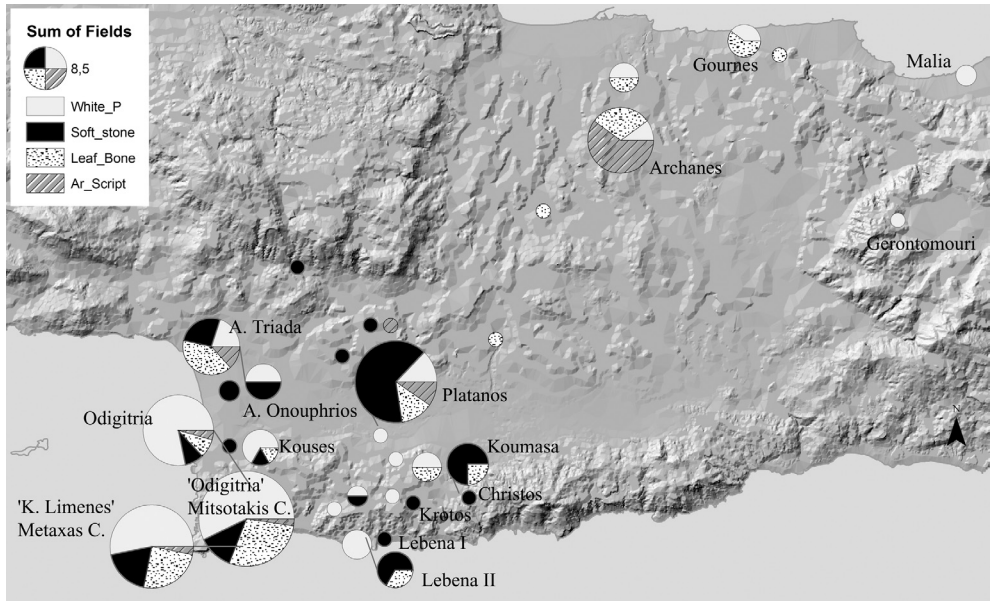 Sum of Fields
8,5
White_P
Soft_stone
Leaf_Bone
Ar_Script
Gournes
Malia
Archanes
Gerontomouri
A. Triada
A. Onouphrios
Platanos
N
Odigitria
Kouses
Koumasa
'Odigitria'
Mitsotakis C.
'K. Limenes'
Metaxas C.
Christos
Krotos
Lebena I
Lebena II